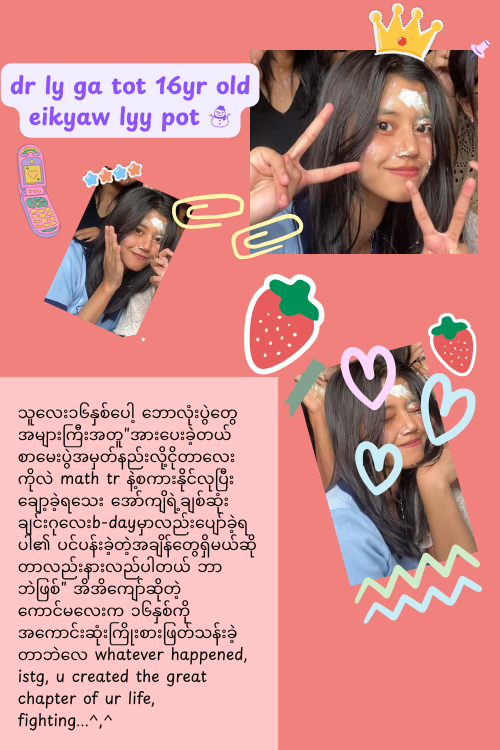 dr ly ga tot 16yr old
eikyaw lyy pot
သူလေး၁၆နှစ်ပေါ့ ဘောလုံးပွဲတွေ
အများကြီးအတူ"အားပေးခဲ့တယ်
စာမေးပွဲအမှတ်နည်းလို့ငိုတာလေး
ကိုလဲ math tr နဲ့စကားနိုင်လုပြီး
ချော့ခဲ့ရသေး အော်ကျိရဲ့ချစ်ဆုံး
ချင်းဂုလေးb-dayမှာလည်းပျော်ခဲ့ရ
ပါ၏ ပင်ပန်းခဲ့တဲ့အချိန်တွေရှိမယ်ဆို
တာလည်းနားလည်ပါတယ် ဘာ
ဘဲဖြစ်" အိအိကျော်ဆိုတဲ့
ကောင်မလေးက ၁၆နှစ်ကို
အကောင်းဆုံးကြိုးစားဖြတ်သန်းခဲ့
တာဘဲလေ whatever happened,
istg, u created the great
chapter of ur life,
fighting...^,^